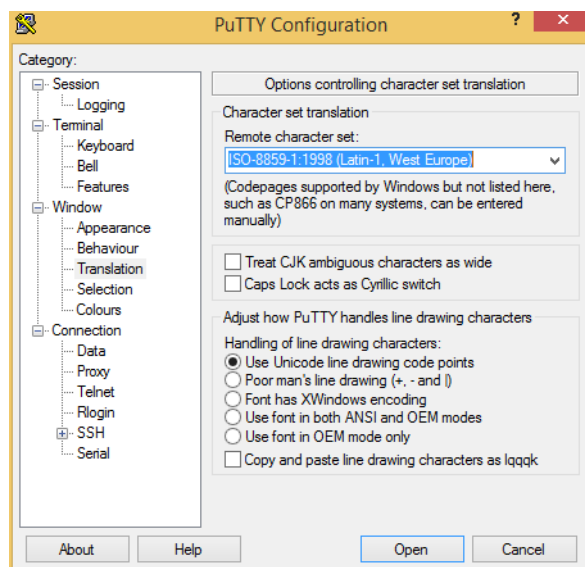 PuTTY Configuration
?
Category:
Session
Logging
Terminal
Keyboard
Bell
Features
Window
Appearance
Behaviour
Translation
Selection
Colours
Connection
Data
Proxy
Telnet
Rlogin
SSH
Serial
Options controlling character set translation
Character set translation
Remote character set:
ISO-8859-1:1998 (Latin-1, West Europe)
(Codepages supported by Windows but not listed here,
such as CP866 on many systems, can be entered
manually)
Treat CJK ambiguous characters as wide
Caps Lock acts as Cyrillic switch
Adjust how PuTTY handles line drawing characters
Handling of line drawing characters:
Use Unicode line drawing code points
Poor man's line drawing (+, - and |)
Font has XWindows encoding
Use font in both ANSI and OEM modes
Use font in OEM mode only
Copy and paste line drawing characters as lqqqk
About
Help
Open
Cancel